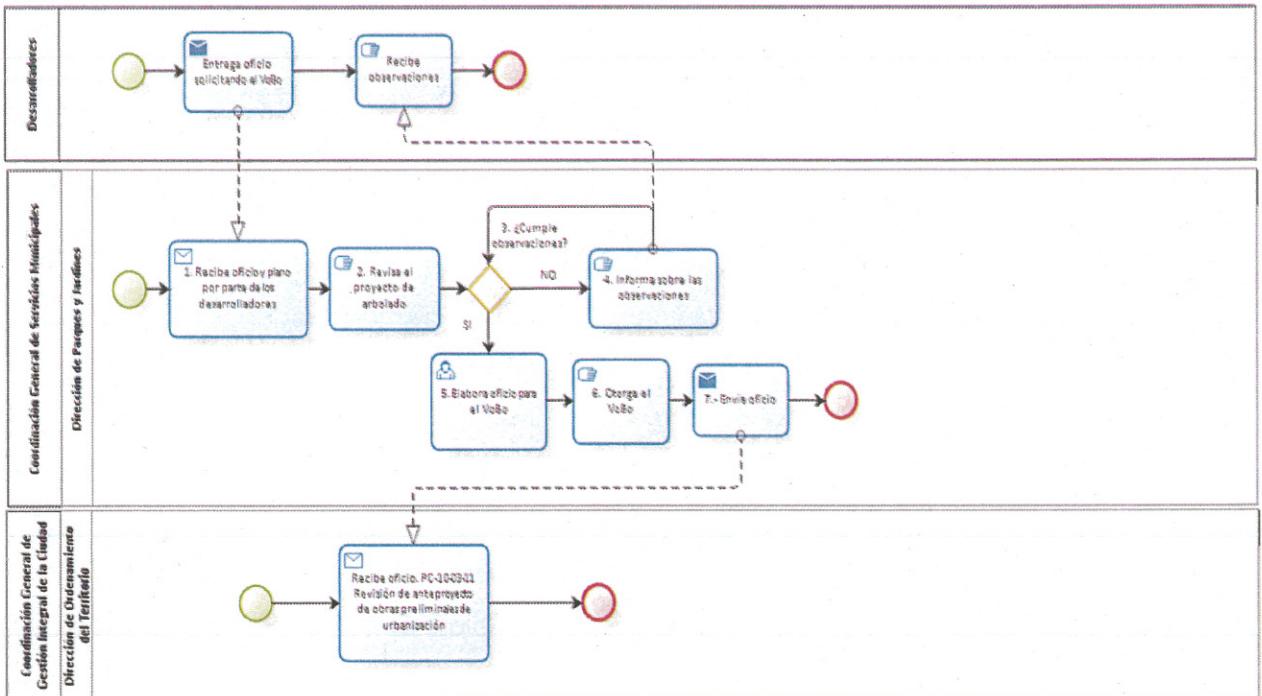 Desarrolladores
Entrega oficio
solicitando el VoBo
Recibe
observaciones
Coordinación General de Servicios Municipales
Dirección de Parques y Jardines
1. Recibe oficio y plano
por parte de los
desarrolladores
2. Revisa el
proyecto de
arbolado
3. ¿Cumple
observaciones?
NO
4. Informa sobre las
observaciones
SI
5. Elabora oficio para
el VoBo
6. Otorga el
VoBo
7.- Envía oficio
Coordinación General de
Gestión Integral de la Ciudad
Dirección de Ordenamiento
del Territorio
Recibe oficio. PC-10-03-11
Revisión de anteproyecto
de obras preliminales de
urbanización